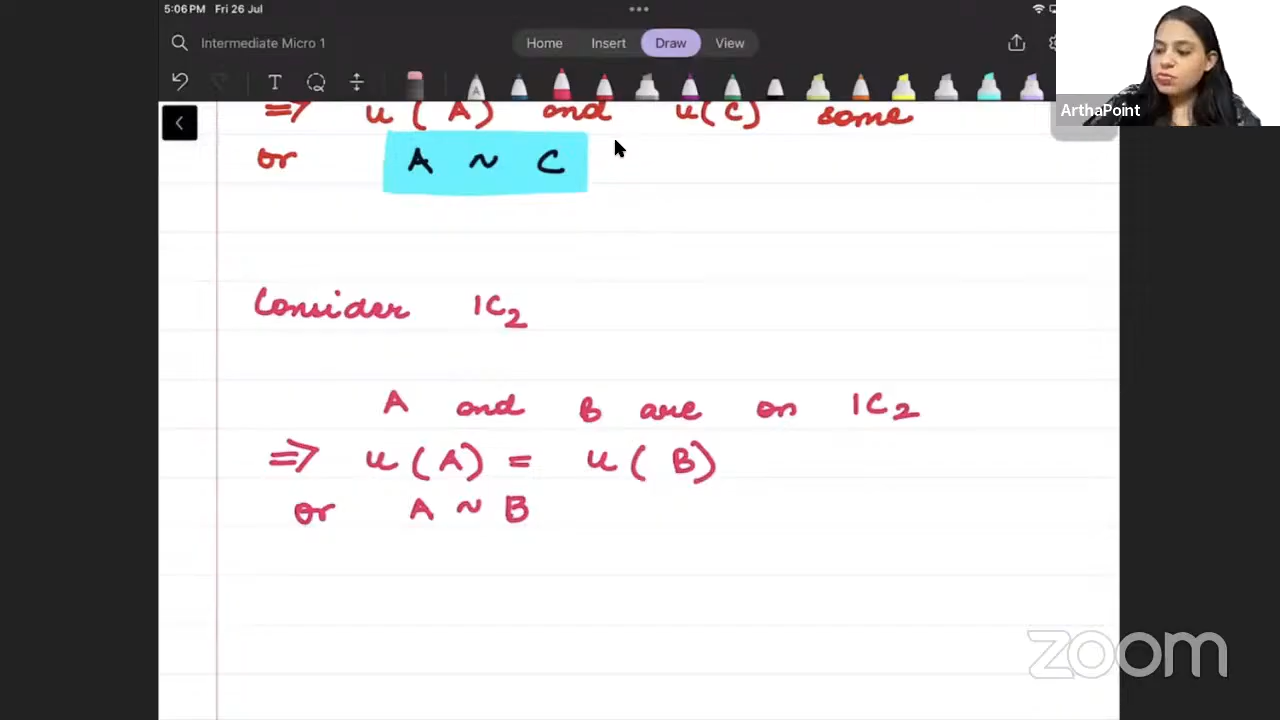 5:06 PM Fri 26 Jul
Intermediate Micro 1
Home Insert Draw View
ArthaPoint
=> u(A) and u(C) same
or A ~ C
Consider IC2
A and B are on IC2
=> u(A) = u(B)
or A ~ B
zoom